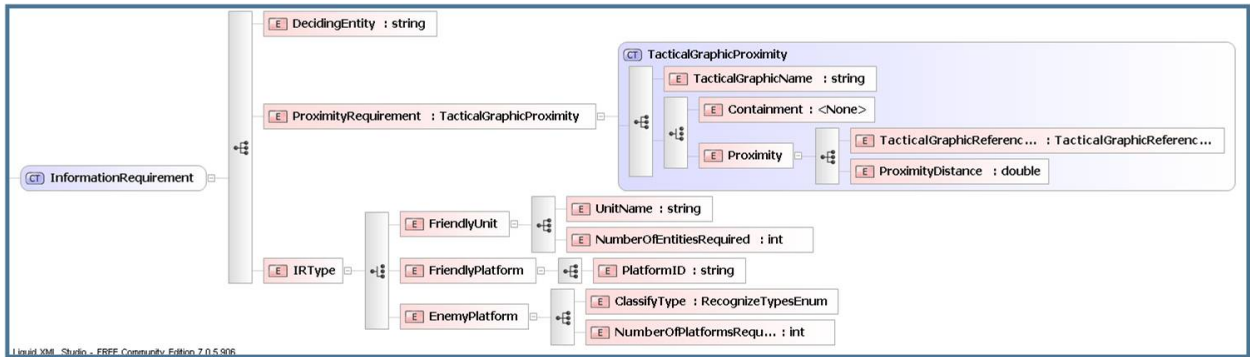 E DecidingEntity : string
CT TacticalGraphicProximity
E TacticalGraphicName : string
E ProximityRequirement : TacticalGraphicProximity
E Containment : <None>
E Proximity
E TacticalGraphicReferenc... : TacticalGraphicReferenc...
E ProximityDistance : double
CT InformationRequirement
E IRType
E FriendlyUnit
E UnitName : string
E NumberOfEntitiesRequired : int
E FriendlyPlatform
E PlatformID : string
E EnemyPlatform
E ClassifyType : RecognizeTypesEnum
E NumberOfPlatformsRequ... : int
Liquid XML Studio - FREE Community Edition 7.0.5.906